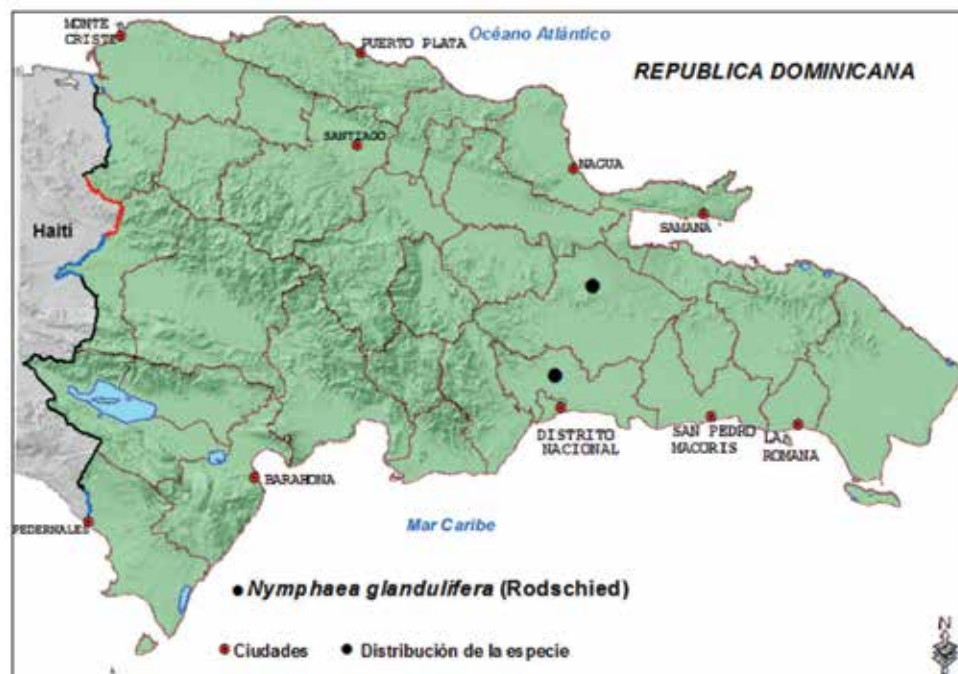 MONTE
CRISTI
PUERTO PLATA
Océano Atlántico
REPUBLICA DOMINICANA
SANTIAGO
NAGUA
SAMANA
Haití
DISTRITO
NACIONAL
SAN PEDRO
MACORIS
LA
ROMANA
BARAHONA
PEDERNALES
Mar Caribe
Nymphaea glandulifera (Rodschied)
Ciudades
Distribución de la especie
N